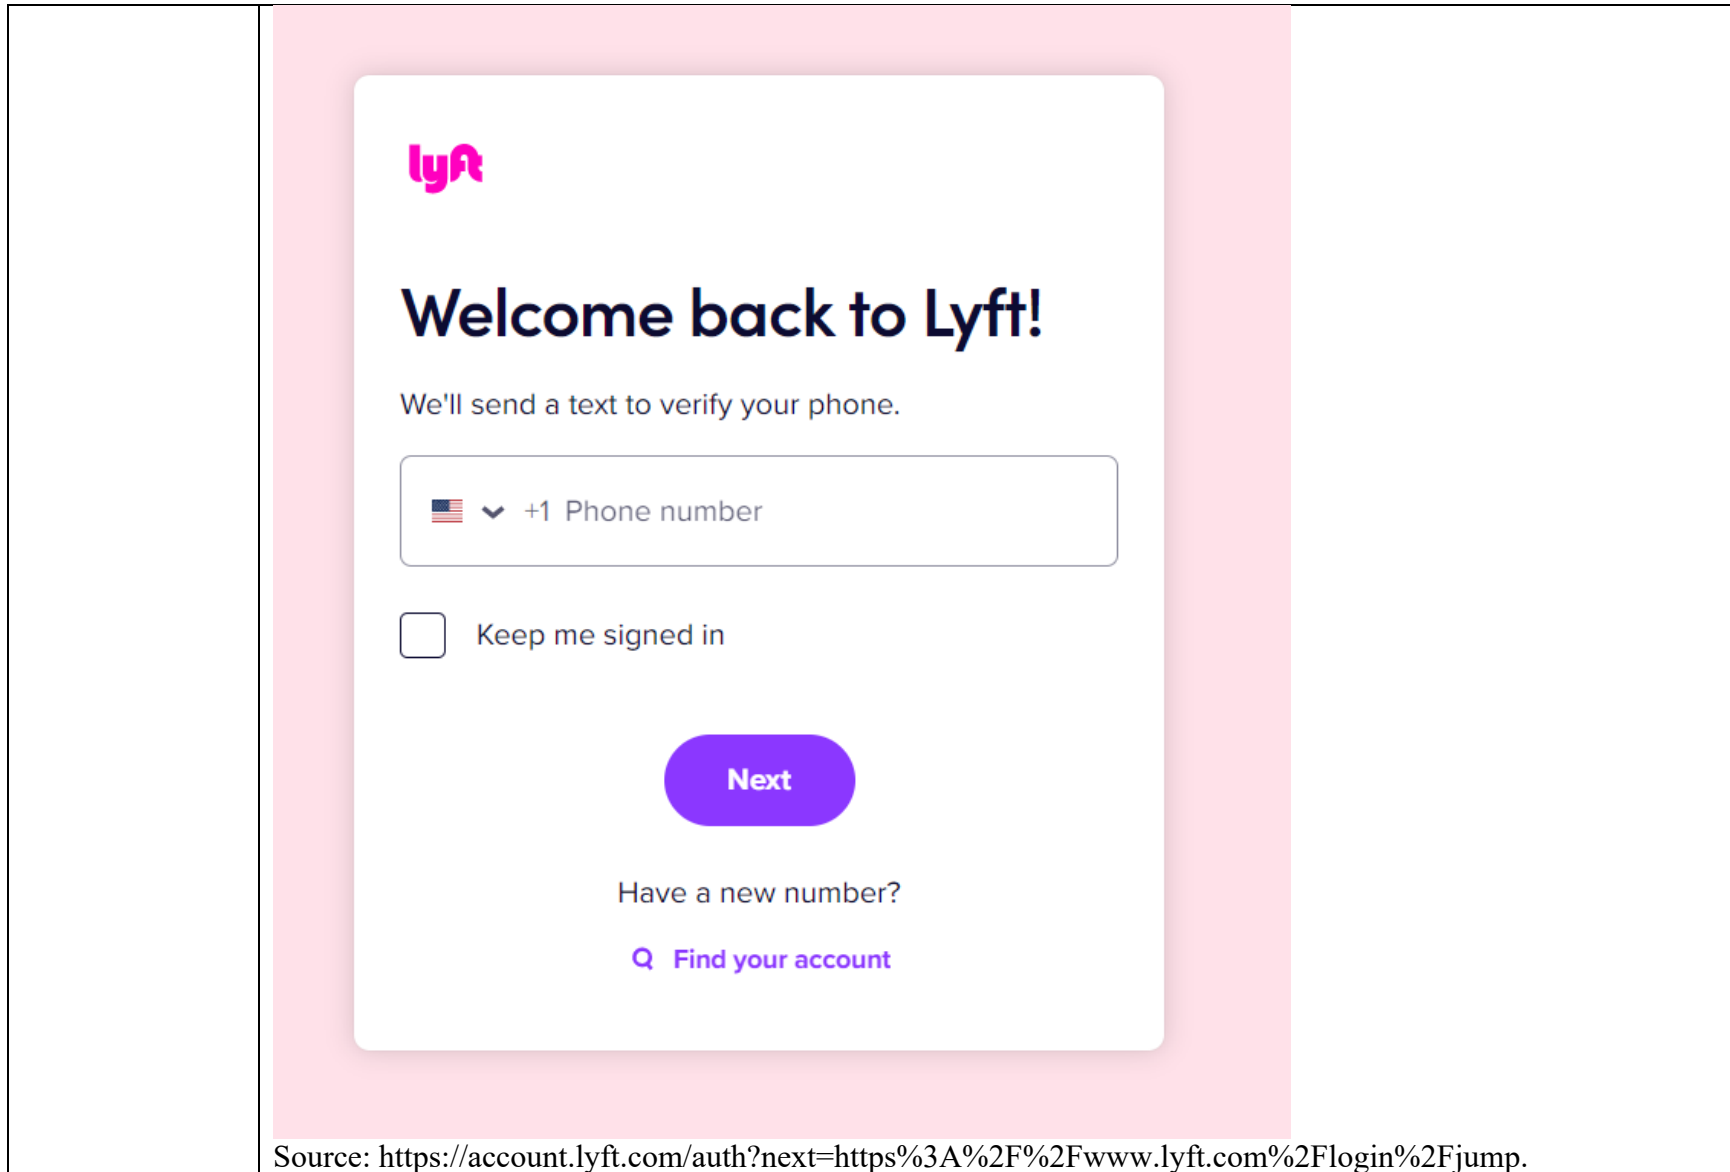 lyft
Welcome back to Lyft!
We'll send a text to verify your phone.
+1 Phone number
Keep me signed in
Next
Have a new number?
Find your account
Source: https://account.lyft.com/auth?next=https%3A%2F%2Fwww.lyft.com%2Flogin%2Fjump.